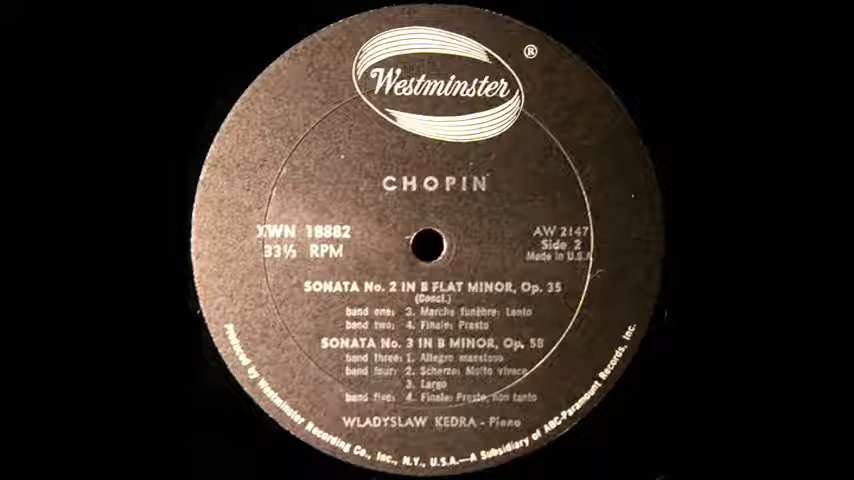 Westminster
®
CHOPIN
XWN 18882
33⅓ RPM
AW 2147
Side 2
Made in U.S.A.
SONATA No. 2 IN B FLAT MINOR, Op. 35
(Concl.)
band one: 3. Marche funèbre: Lento
band two: 4. Finale: Presto
SONATA No. 3 IN B MINOR, Op. 58
band three: 1. Allegro maestoso
band four: 2. Scherzo: Molto vivace
3. Largo
band five: 4. Finale: Presto, non tanto
WLADYSLAW KEDRA - Piano
Produced by Westminster Recording Co., Inc., N.Y., U.S.A.—A Subsidiary of ABC-Paramount Records, Inc.